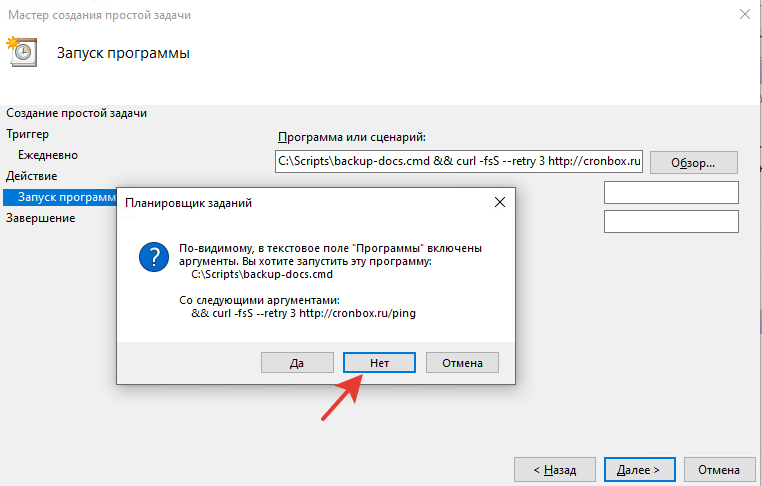 Мастер создания простой задачи
Запуск программы
Создание простой задачи
Триггер
Ежедневно
Действие
Запуск программ
Завершение
Программа или сценарий:
C:\Scripts\backup-docs.cmd && curl -fsS --retry 3 http://cronbox.ru
Обзор...
Планировщик заданий
По-видимому, в текстовое поле "Программы" включены
аргументы. Вы хотите запустить эту программу:
C:\Scripts\backup-docs.cmd
Со следующими аргументами:
&& curl -fsS --retry 3 http://cronbox.ru/ping
Да
Нет
Отмена
< Назад
Далее >
Отмена